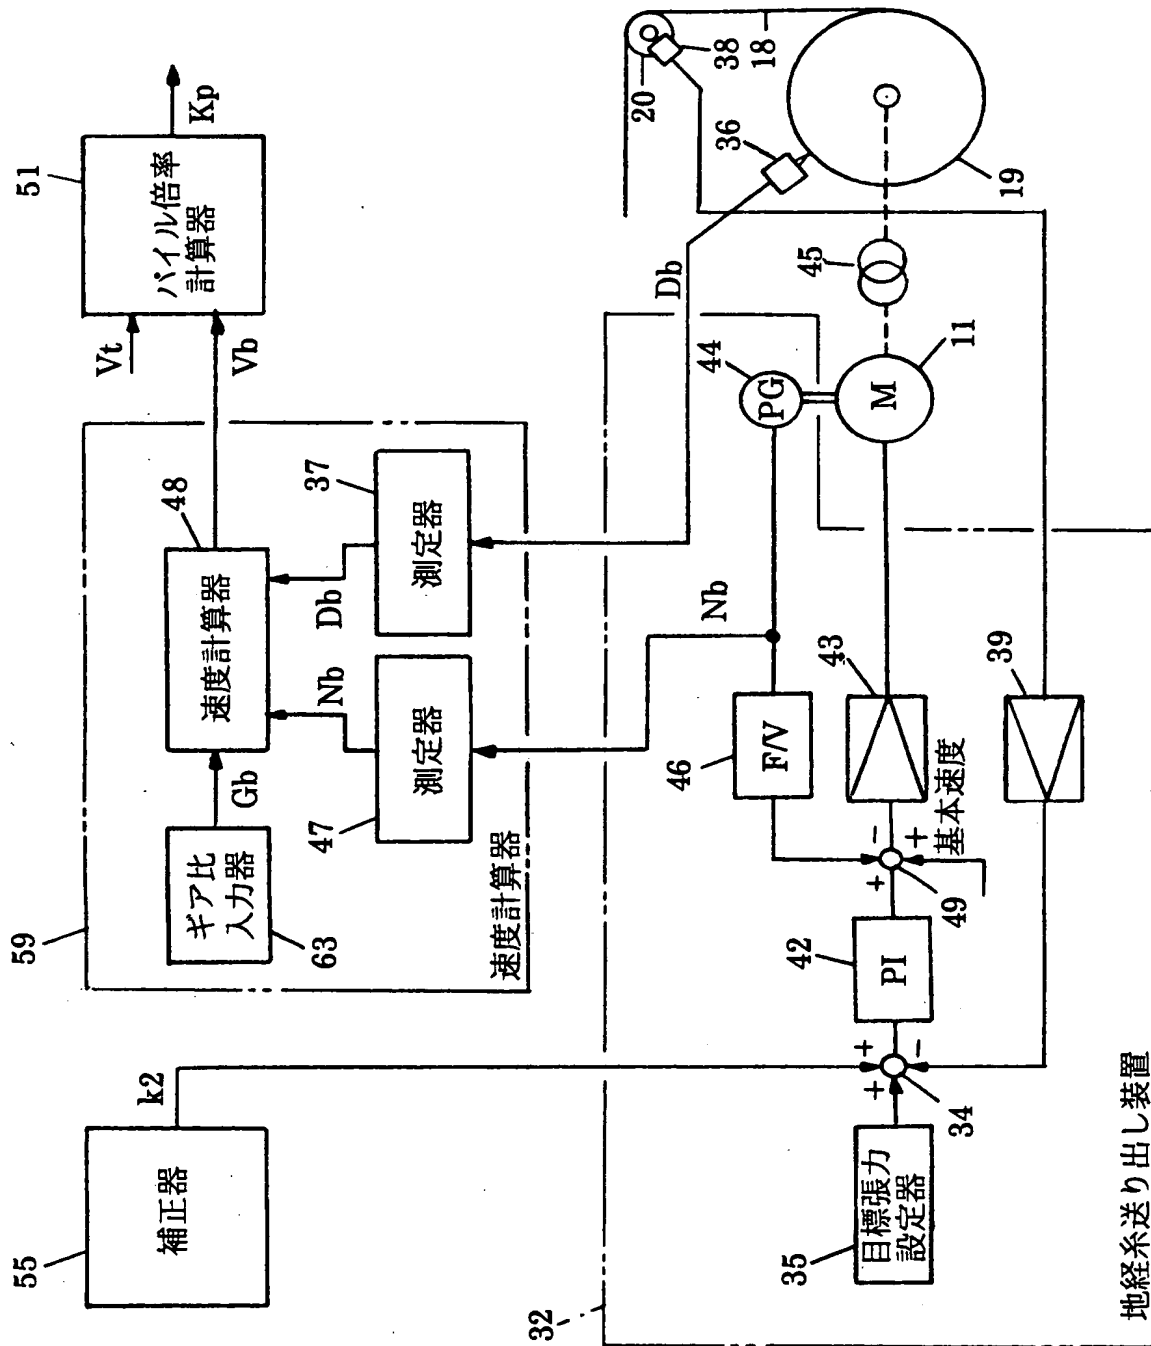 55
補正器
k2
59
ギア比
入力器
63
Gb
48
速度計算器
Nb
Db
47
測定器
37
測定器
速度計算器
51
パイル倍率
計算器
Vt
Vb
Kp
32
35
目標張力
設定器
+
+
−
34
42
PI
+
−
+
49
基本速度
46
F/V
43
39
Nb
44
PG
M
11
45
Db
36
20
38
18
19
地経糸送り出し装置